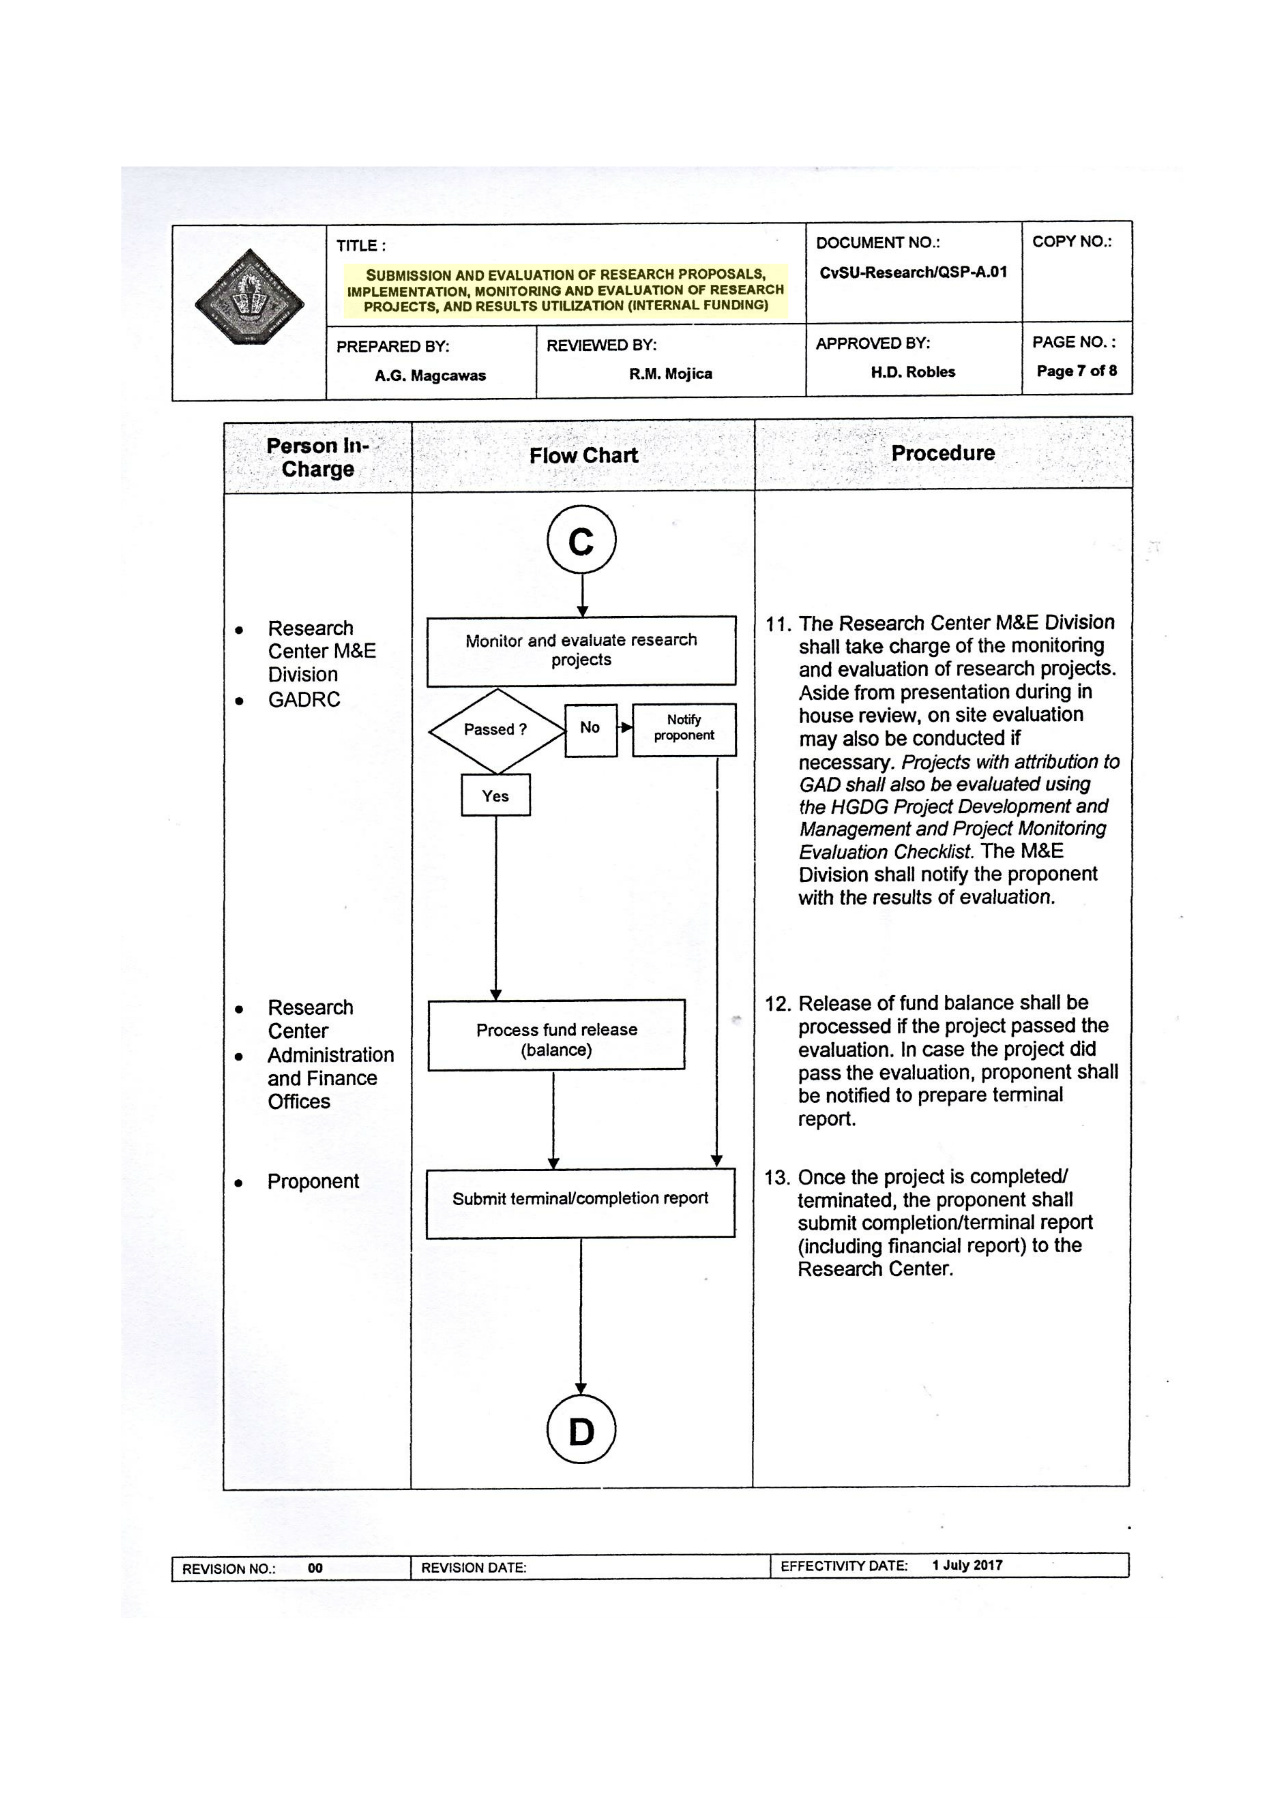 TITLE :
SUBMISSION AND EVALUATION OF RESEARCH PROPOSALS,
IMPLEMENTATION, MONITORING AND EVALUATION OF RESEARCH
PROJECTS, AND RESULTS UTILIZATION (INTERNAL FUNDING)
DOCUMENT NO.:
CvSU-Research/QSP-A.01
COPY NO.:
PREPARED BY:
A.G. Magcawas
REVIEWED BY:
R.M. Mojica
APPROVED BY:
H.D. Robles
PAGE NO. :
Page 7 of 8
Person In-
Charge
Flow Chart
Procedure
C
• Research
Center M&E
Division
• GADRC
Monitor and evaluate research
projects
Passed ?
No
Notify
proponent
Yes
11. The Research Center M&E Division
shall take charge of the monitoring
and evaluation of research projects.
Aside from presentation during in
house review, on site evaluation
may also be conducted if
necessary. Projects with attribution to
GAD shall also be evaluated using
the HGDG Project Development and
Management and Project Monitoring
Evaluation Checklist. The M&E
Division shall notify the proponent
with the results of evaluation.
• Research
Center
• Administration
and Finance
Offices
Process fund release
(balance)
12. Release of fund balance shall be
processed if the project passed the
evaluation. In case the project did
pass the evaluation, proponent shall
be notified to prepare terminal
report.
• Proponent
Submit terminal/completion report
13. Once the project is completed/
terminated, the proponent shall
submit completion/terminal report
(including financial report) to the
Research Center.
D
REVISION NO.: 00
REVISION DATE:
EFFECTIVITY DATE: 1 July 2017